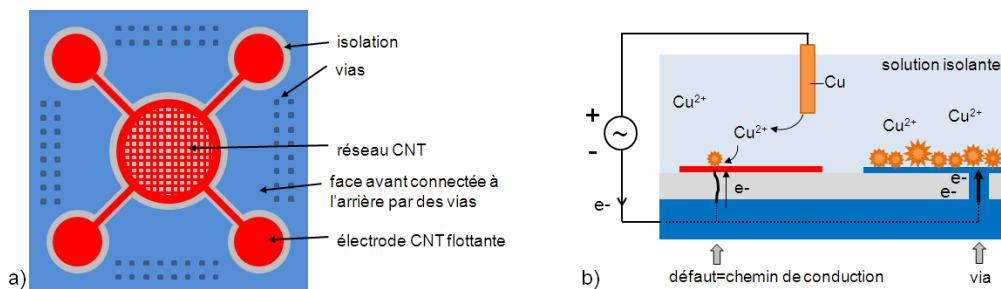 isolation
vias
réseau CNT
face avant connectée à
l'arrière par des vias
électrode CNT flottante
a)
solution isolante
Cu
Cu2+
Cu2+
Cu2+
Cu2+
+
~
-
e-
e-
e-
e-
défaut=chemin de conduction
via
b)